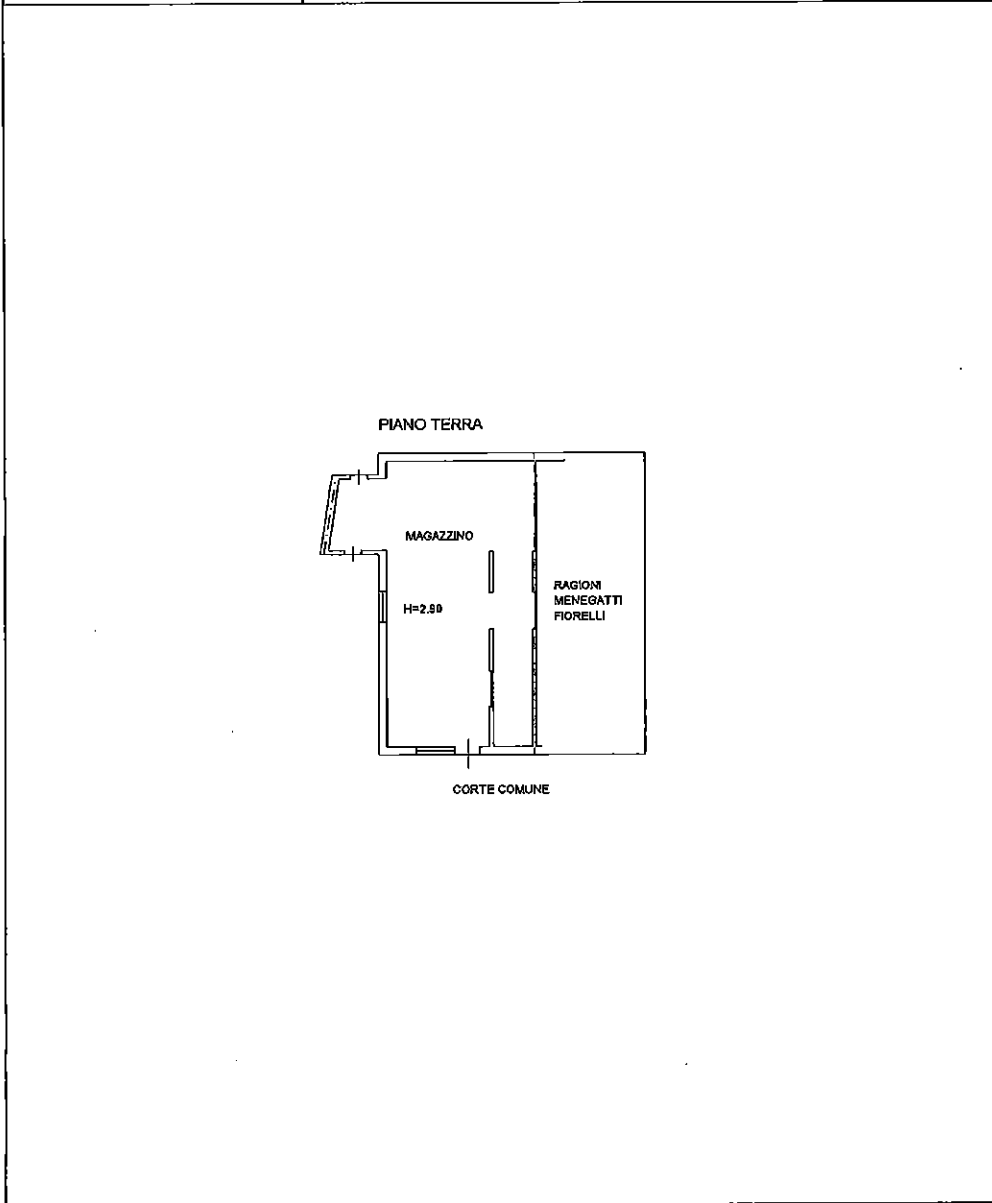 PIANO TERRA
MAGAZZINO
H=2.90
RAGIONI
MENEGATTI
FIORELLI
CORTE COMUNE